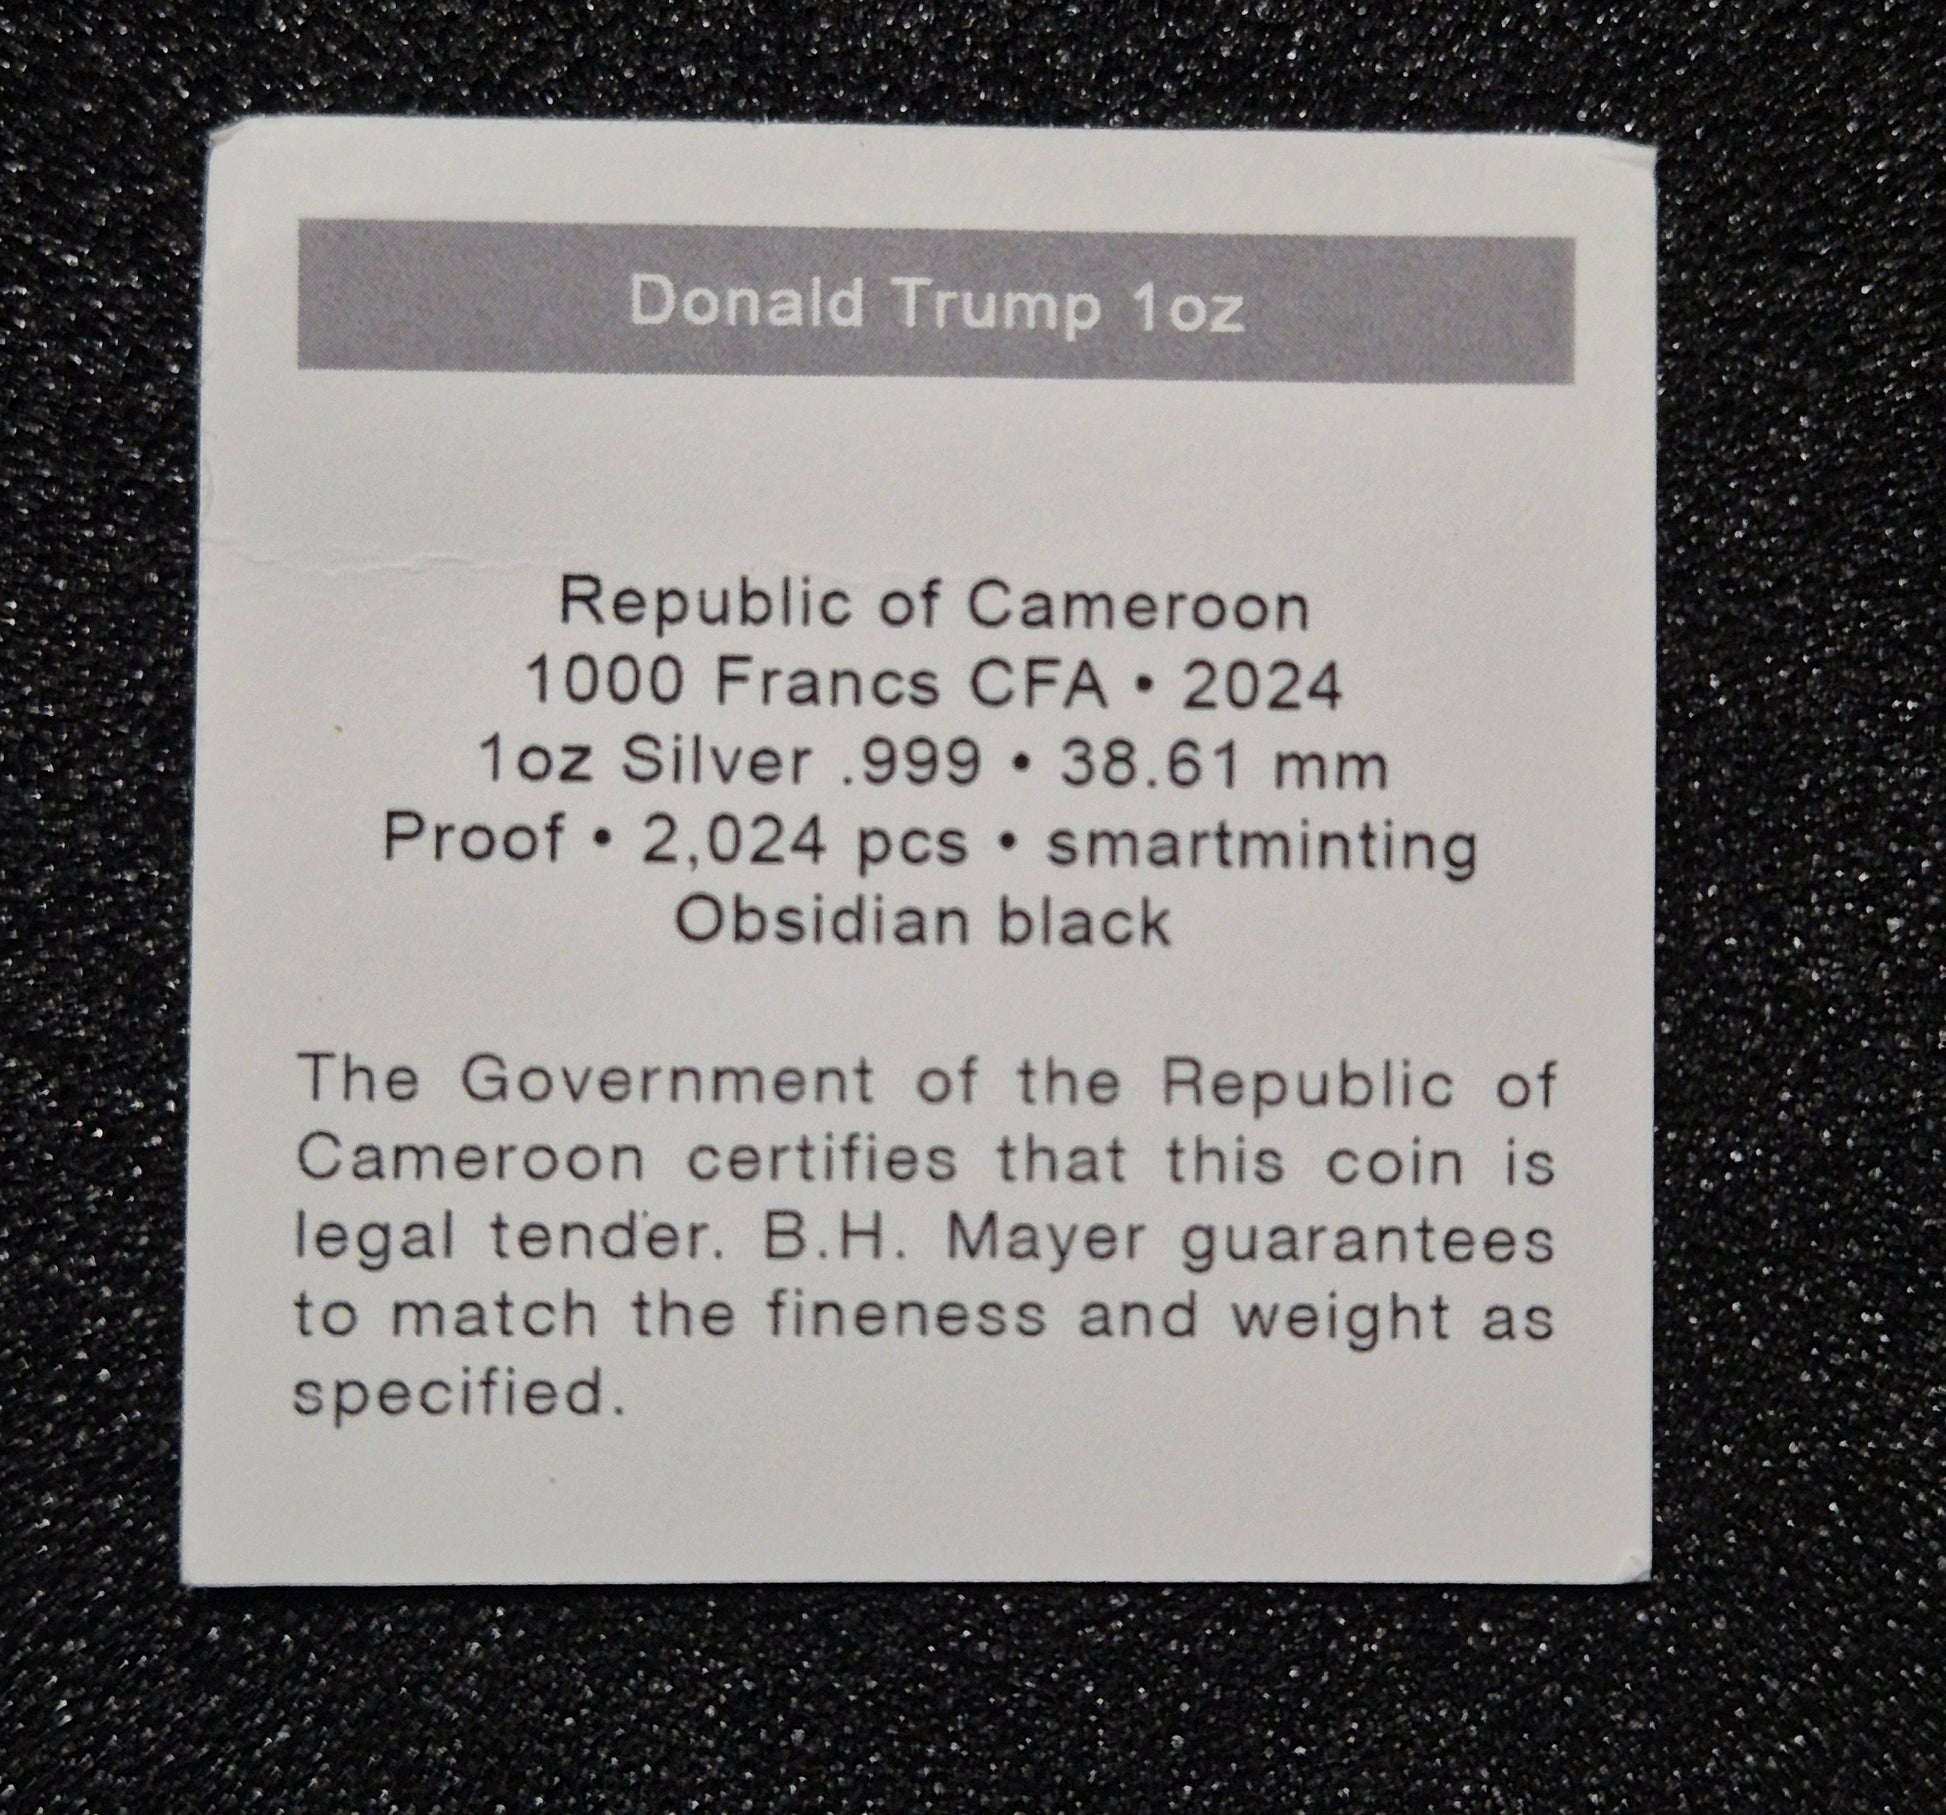 Donald Trump 1oz
Republic of Cameroon
1000 Francs CFA • 2024
1oz Silver .999 • 38.61 mm
Proof • 2,024 pcs • smartminting
Obsidian black
The Government of the Republic of
Cameroon certifies that this coin is
legal tender. B.H. Mayer guarantees
to match the fineness and weight as
specified.